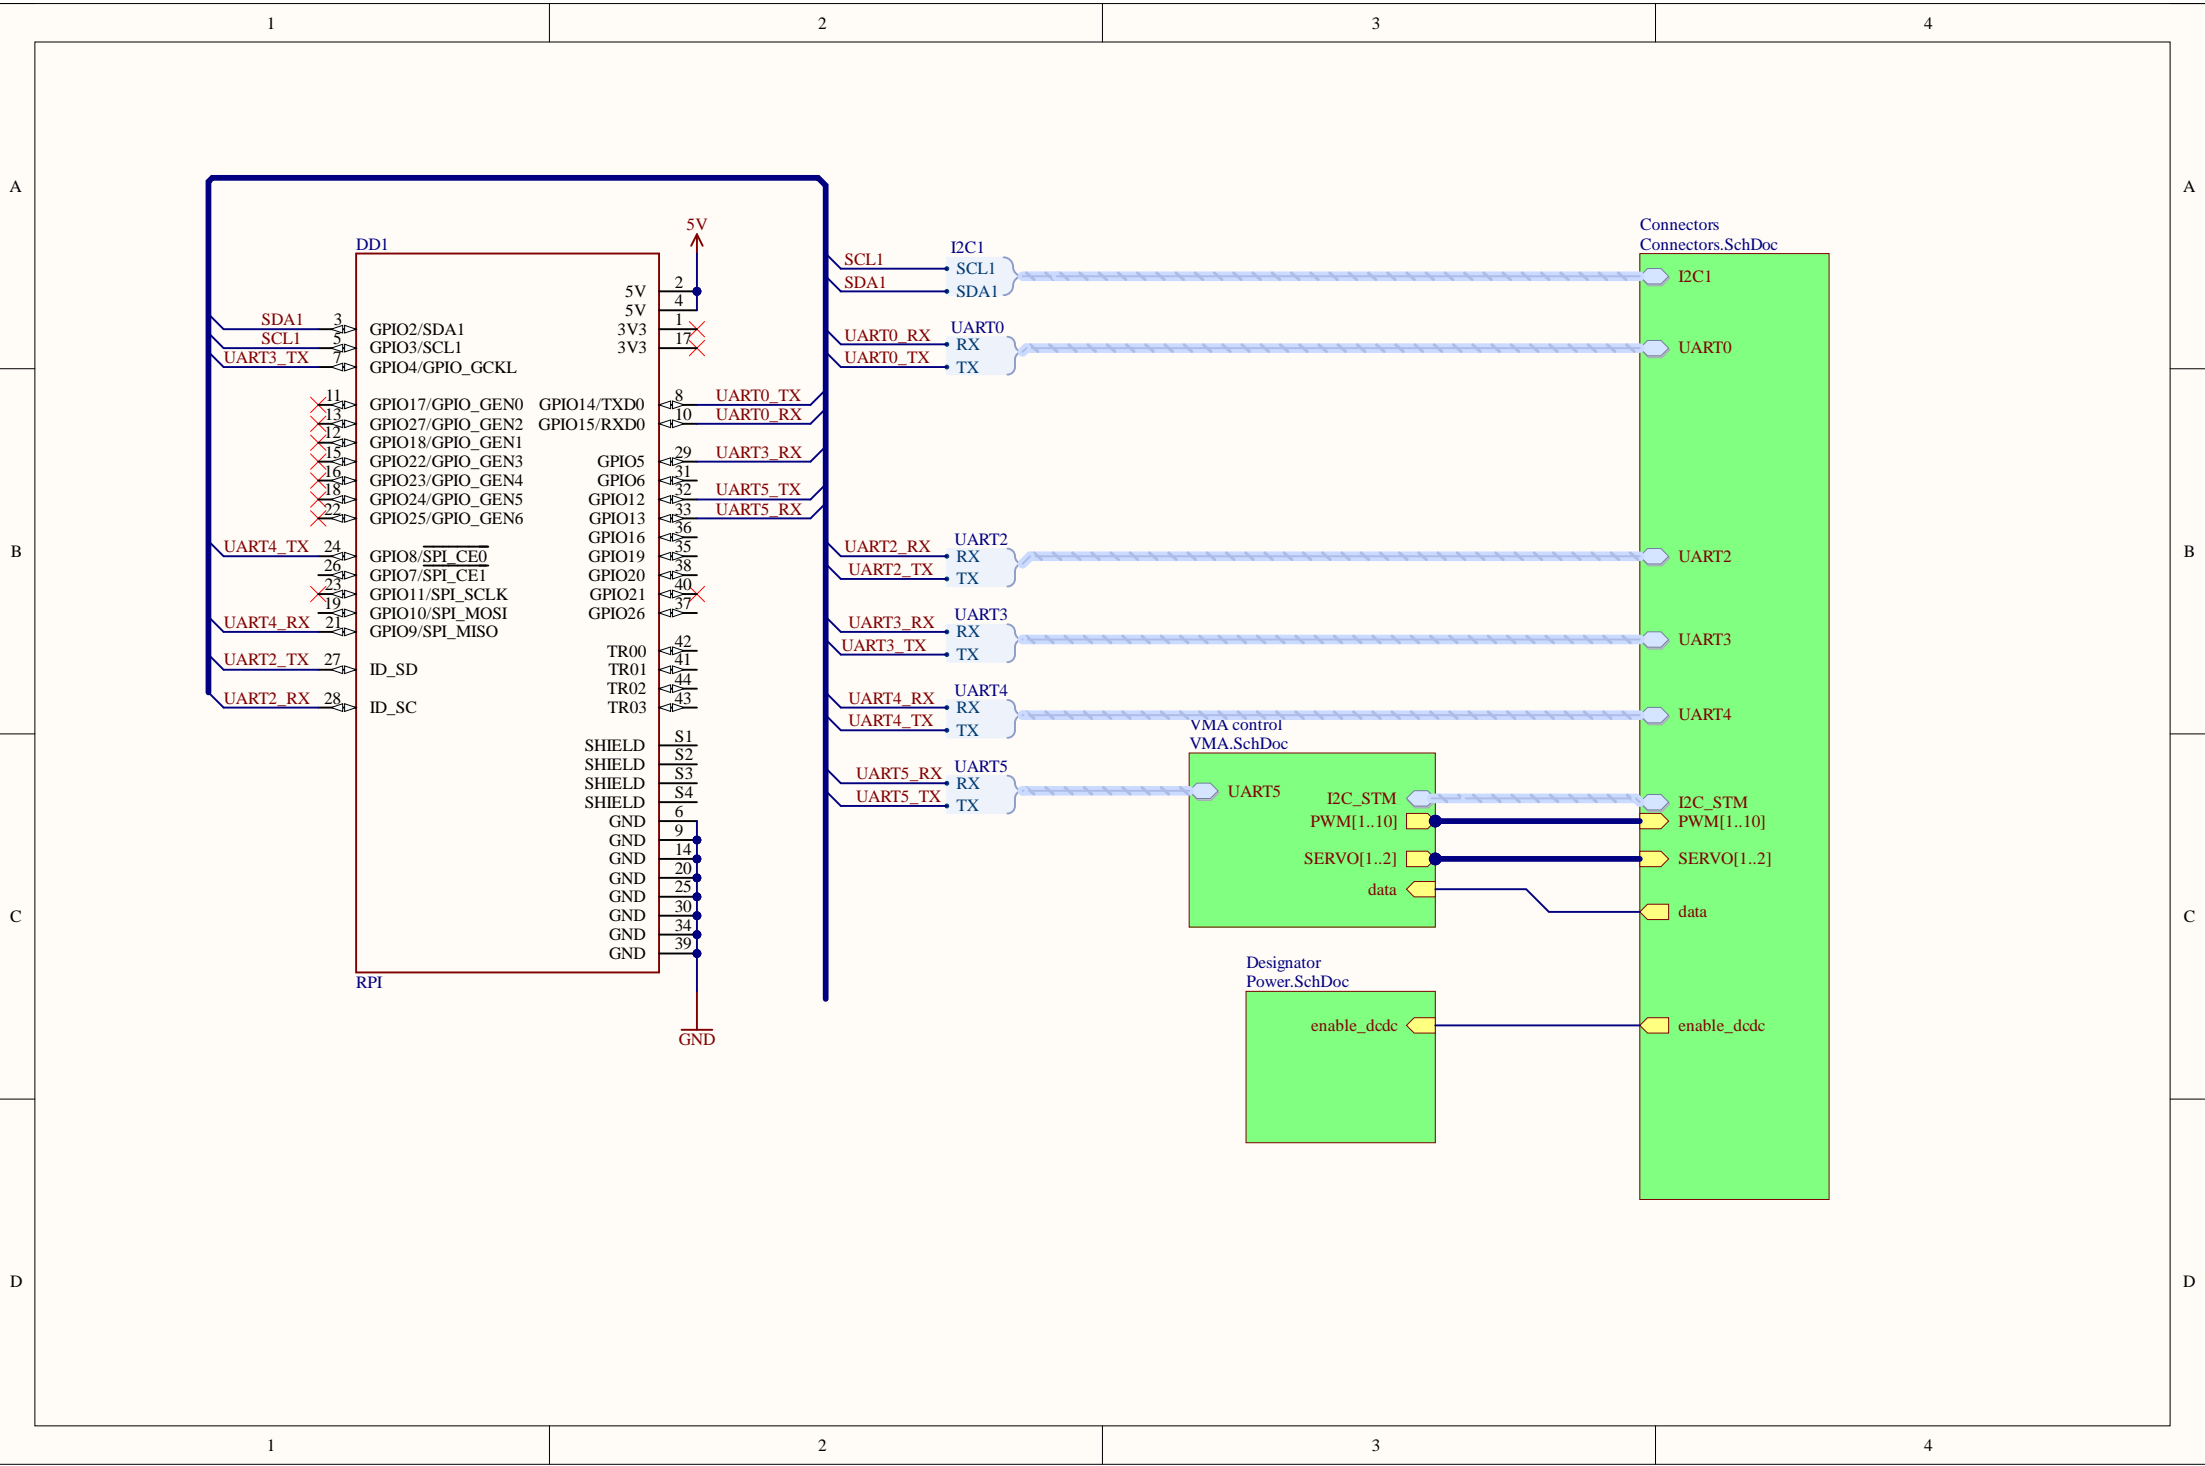 1 2 3 4
A A
B B
C C
D D
DD1
SDA1 3 GPIO2/SDA1
SCL1 5 GPIO3/SCL1
UART3_TX 7 GPIO4/GPIO_GCKL
11 GPIO17/GPIO_GEN0
13 GPIO27/GPIO_GEN2
12 GPIO18/GPIO_GEN1
15 GPIO22/GPIO_GEN3
16 GPIO23/GPIO_GEN4
18 GPIO24/GPIO_GEN5
22 GPIO25/GPIO_GEN6
UART4_TX 24 GPIO8/SPI_CE0
26 GPIO7/SPI_CE1
23 GPIO11/SPI_SCLK
19 GPIO10/SPI_MOSI
UART4_RX 21 GPIO9/SPI_MISO
UART2_TX 27 ID_SD
UART2_RX 28 ID_SC
RPI
5V
5V 2
5V 4
3V3 1
3V3 17
GPIO14/TXD0 8 UART0_TX
GPIO15/RXD0 10 UART0_RX
GPIO5 29 UART3_RX
GPIO6 31
GPIO12 32 UART5_TX
GPIO13 33 UART5_RX
GPIO16 36
GPIO19 35
GPIO20 38
GPIO21 40
GPIO26 37
TR00 42
TR01 41
TR02 44
TR03 43
SHIELD S1
SHIELD S2
SHIELD S3
SHIELD S4
GND 6
GND 9
GND 14
GND 20
GND 25
GND 30
GND 34
GND 39
GND
I2C1
SCL1 SCL1
SDA1 SDA1
UART0
UART0_RX RX
UART0_TX TX
UART2
UART2_RX RX
UART2_TX TX
UART3
UART3_RX RX
UART3_TX TX
UART4
UART4_RX RX
UART4_TX TX
UART5
UART5_RX RX
UART5_TX TX
VMA control
VMA.SchDoc
UART5
I2C_STM
PWM[1..10]
SERVO[1..2]
data
Designator
Power.SchDoc
enable_dcdc
Connectors
Connectors.SchDoc
I2C1
UART0
UART2
UART3
UART4
I2C_STM
PWM[1..10]
SERVO[1..2]
data
enable_dcdc
1 2 3 4